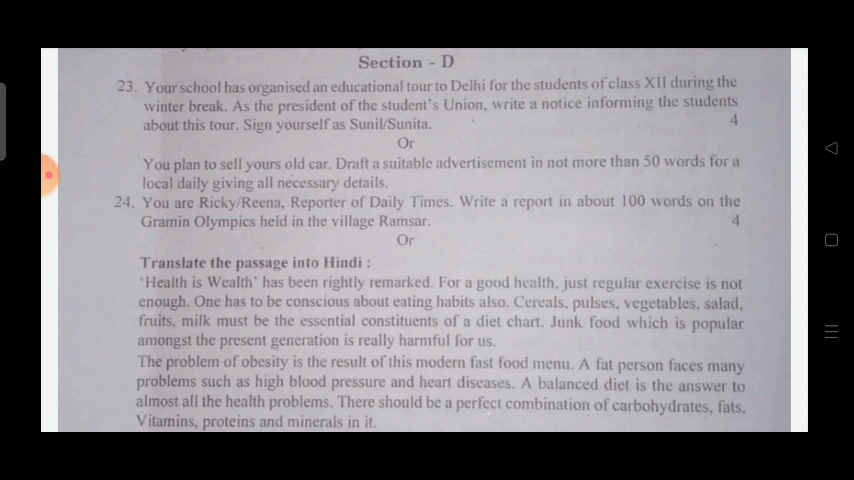 Section - D
23. Your school has organised an educational tour to Delhi for the students of class XII during the
winter break. As the president of the student's Union, write a notice informing the students
about this tour. Sign yourself as Sunil/Sunita. 4
Or
You plan to sell yours old car. Draft a suitable advertisement in not more than 50 words for a
local daily giving all necessary details.
24. You are Ricky/Reena, Reporter of Daily Times. Write a report in about 100 words on the
Gramin Olympics held in the village Ramsar. 4
Or
Translate the passage into Hindi :
'Health is Wealth' has been rightly remarked. For a good health, just regular exercise is not
enough. One has to be conscious about eating habits also. Cereals, pulses, vegetables, salad,
fruits, milk must be the essential constituents of a diet chart. Junk food which is popular
amongst the present generation is really harmful for us.
The problem of obesity is the result of this modern fast food menu. A fat person faces many
problems such as high blood pressure and heart diseases. A balanced diet is the answer to
almost all the health problems. There should be a perfect combination of carbohydrates, fats,
Vitamins, proteins and minerals in it.